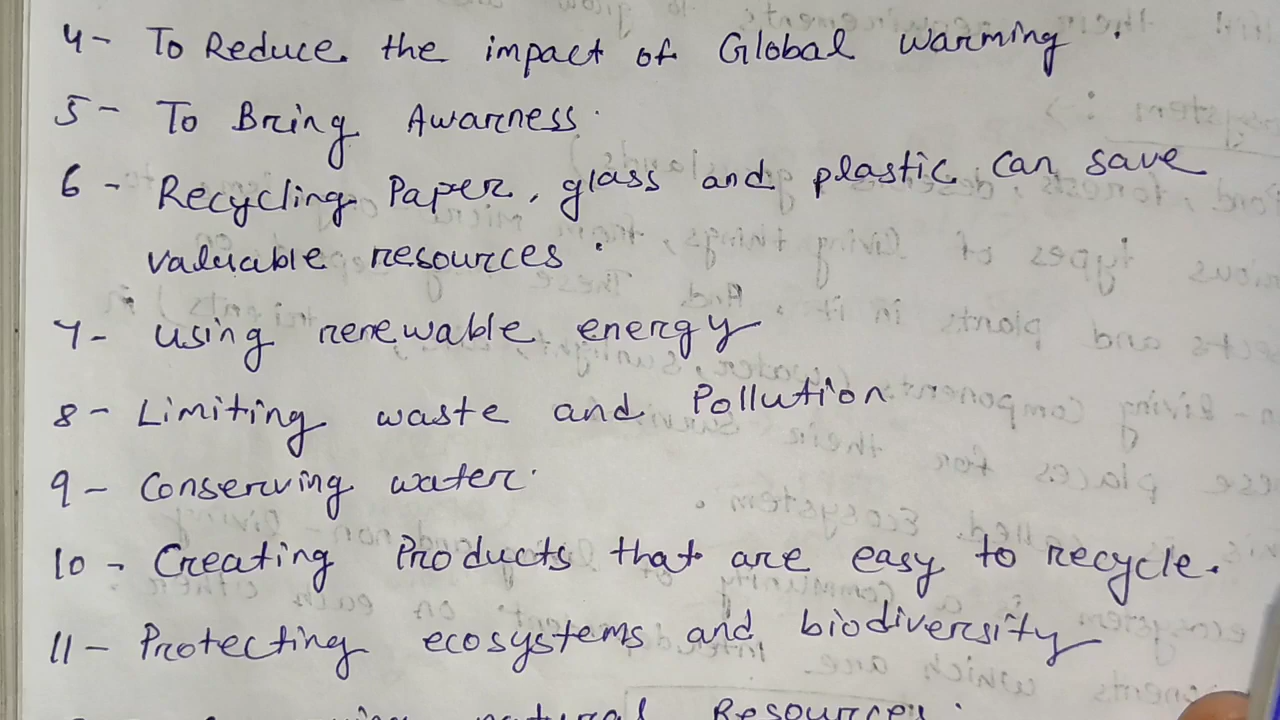 4- To Reduce the impact of Global warming.
5- To Bring Awarness.
6- Recycling Paper, glass and plastic can save
valuable resources.
7- using renewable energy
8- Limiting waste and Pollution
9- Conserving water.
10- Creating Products that are easy to recycle.
11- Protecting ecosystems and biodiversity
natural Resources.